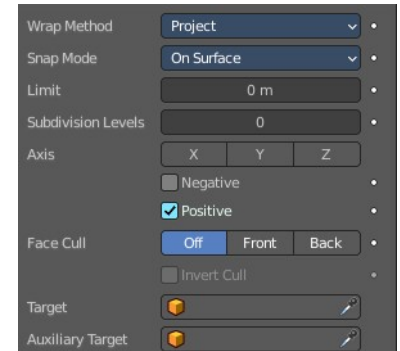 Wrap Method Project
Snap Mode On Surface
Limit 0 m
Subdivision Levels 0
Axis X Y Z
Negative
Positive
Face Cull Off Front Back
Invert Cull
Target
Auxiliary Target